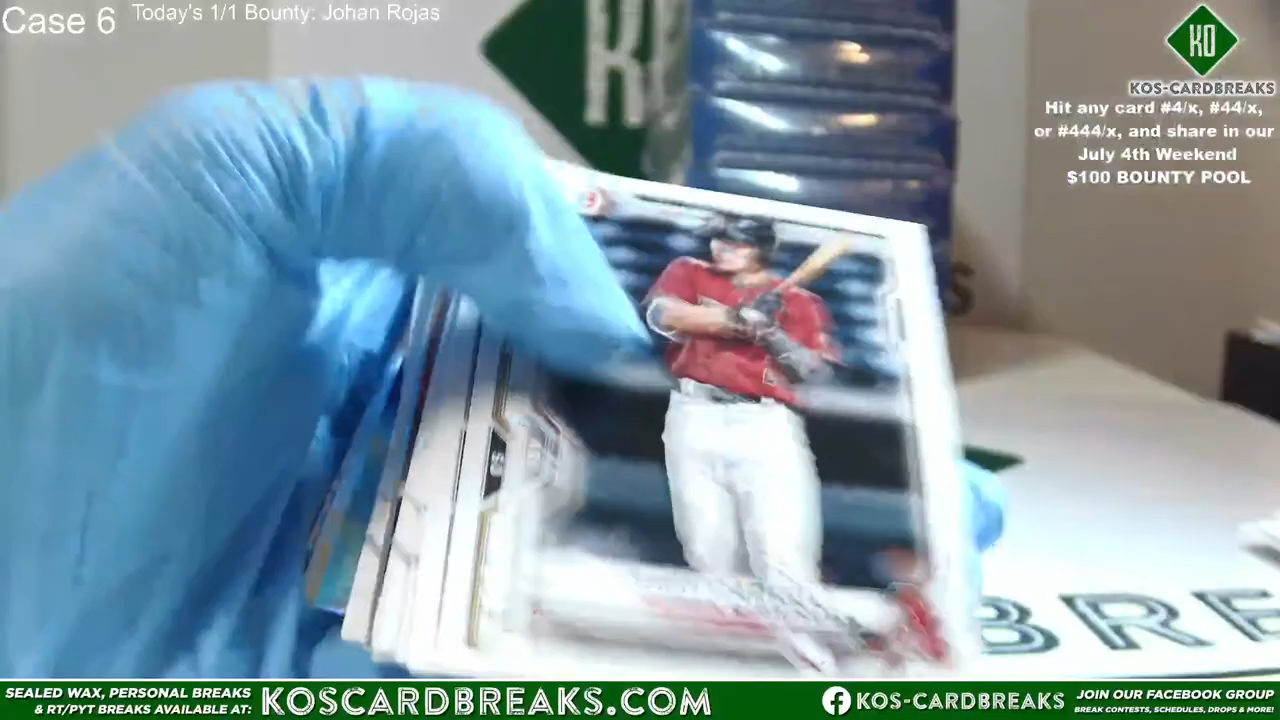 Case 6
Today's 1/1 Bounty: Johan Rojas
KO
KOS-CARDBREAKS
Hit any card #4/x, #44/x,
or #444/x, and share in our
July 4th Weekend
$100 BOUNTY POOL
BRE
SEALED WAX, PERSONAL BREAKS
& RT/PYT BREAKS AVAILABLE AT:
KOSCARDBREAKS.COM
KOS-CARDBREAKS
JOIN OUR FACEBOOK GROUP
BREAK CONTESTS, SCHEDULES, DROPS & MORE!